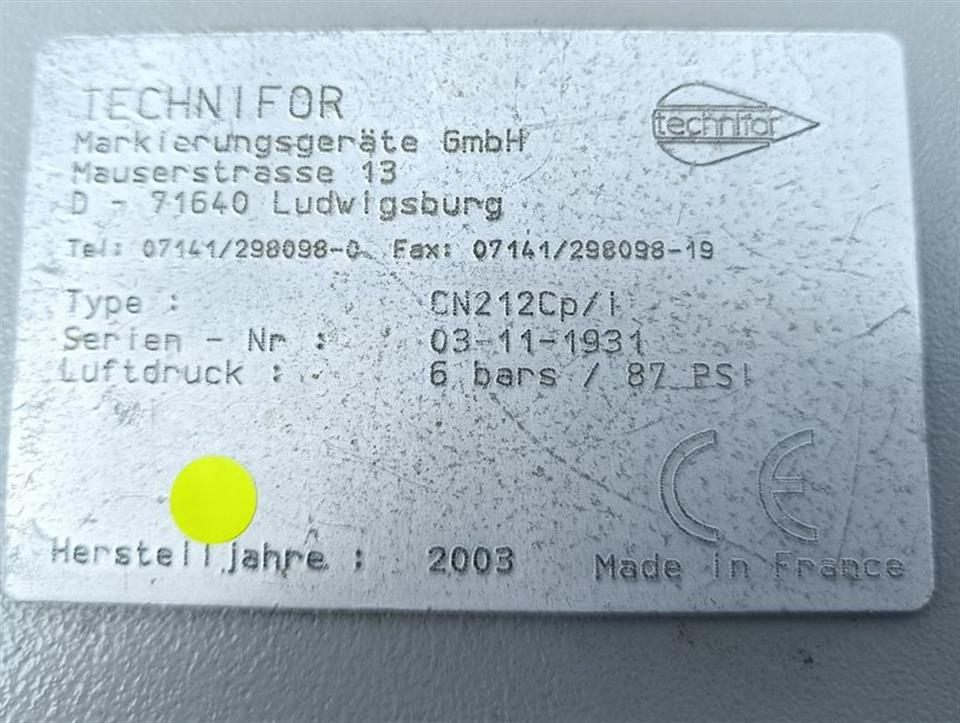 TECHNIFOR
technifor
Markierungsgeräte GmbH
Mauserstrasse 13
D - 71640 Ludwigsburg
Tel: 07141/298098-0 Fax: 07141/298098-19
Type : CN212Cp/i
Serien - Nr : 03-11-1931
Luftdruck : 6 bars / 87 PSI
CE
Herstelljahre : 2003
Made in France